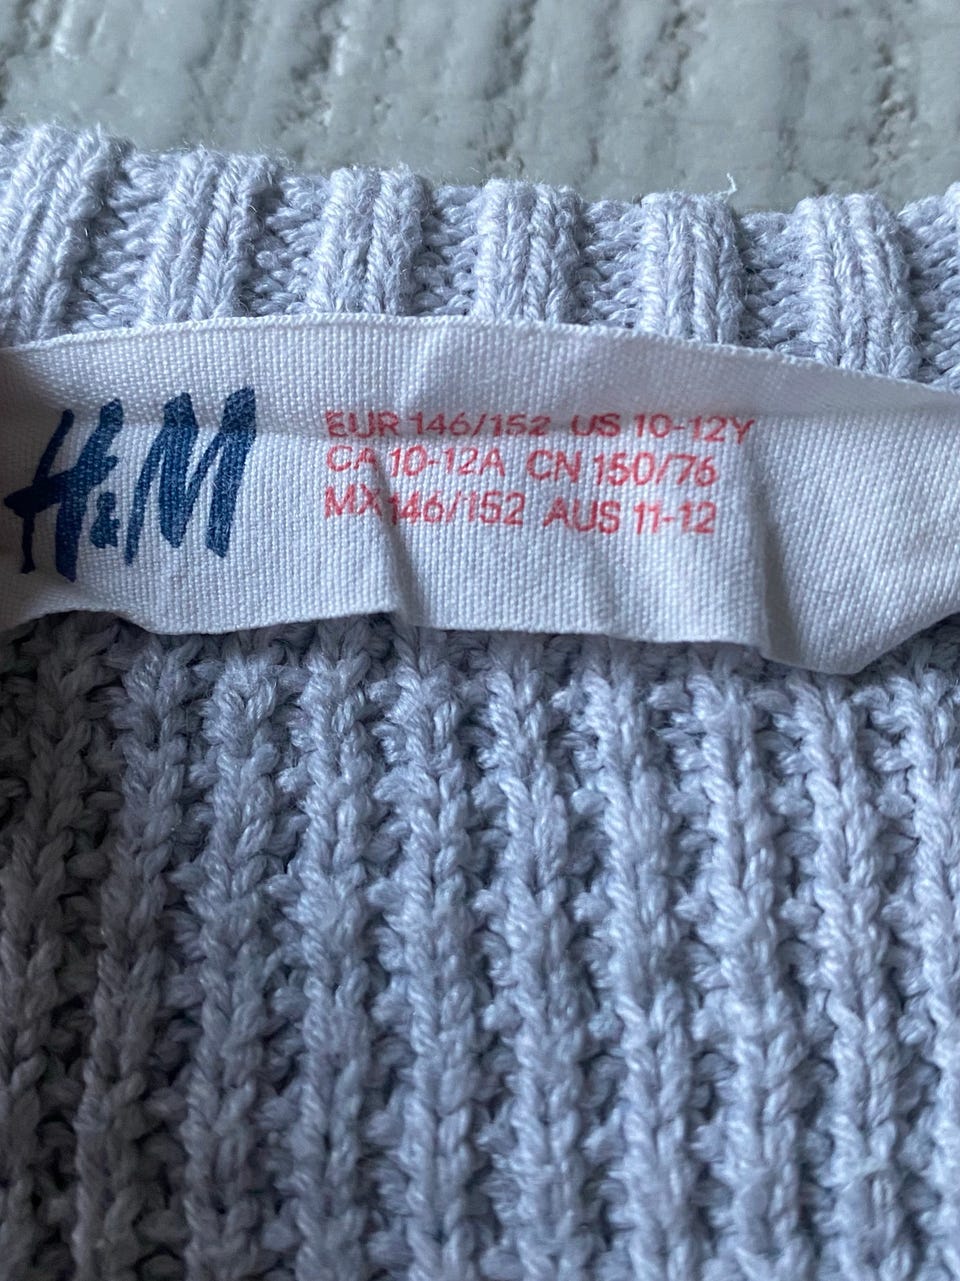 H&M
EUR 146/152 US 10-12Y
CA 10-12A CN 150/76
MX 146/152 AUS 11-12